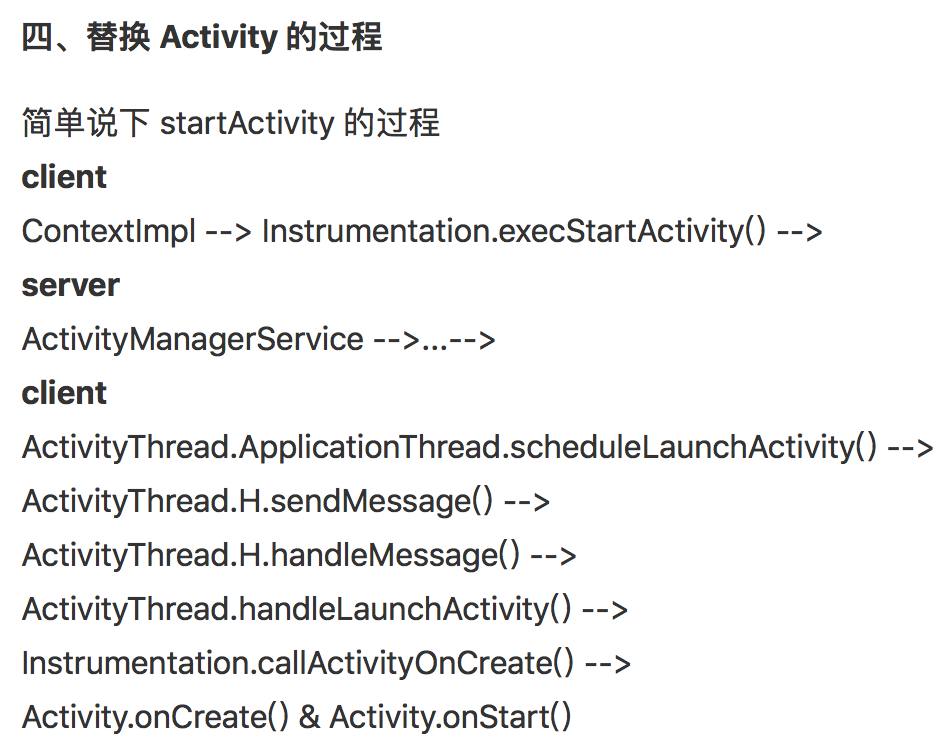 四、替换 Activity 的过程
简单说下 startActivity 的过程
client
ContextImpl --> Instrumentation.execStartActivity() -->
server
ActivityManagerService -->...-->
client
ActivityThread.ApplicationThread.scheduleLaunchActivity() -->
ActivityThread.H.sendMessage() -->
ActivityThread.H.handleMessage() -->
ActivityThread.handleLaunchActivity() -->
Instrumentation.callActivityOnCreate() -->
Activity.onCreate() & Activity.onStart()